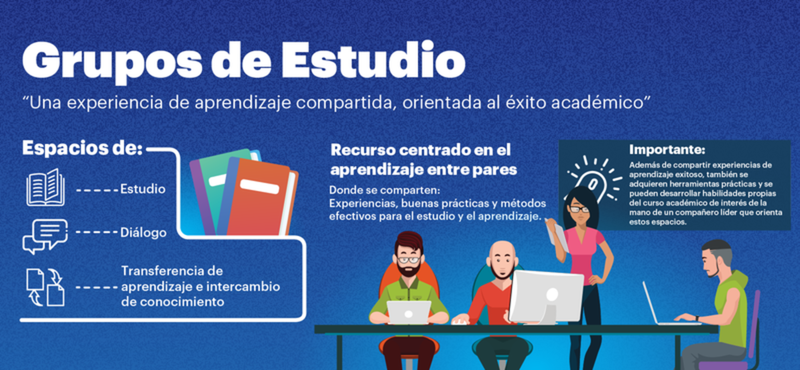 Grupos de Estudio
“Una experiencia de aprendizaje compartida, orientada al éxito académico”
Espacios de:
Estudio
Diálogo
Transferencia de
aprendizaje e intercambio
de conocimiento
Recurso centrado en el
aprendizaje entre pares
Donde se comparten:
Experiencias, buenas prácticas y métodos
efectivos para el estudio y el aprendizaje.
Importante:
Además de compartir experiencias de
aprendizaje exitoso, también se
adquieren herramientas prácticas y se
pueden desarrollar habilidades propias
del curso académico de interés de la
mano de un compañero líder que orienta
estos espacios.